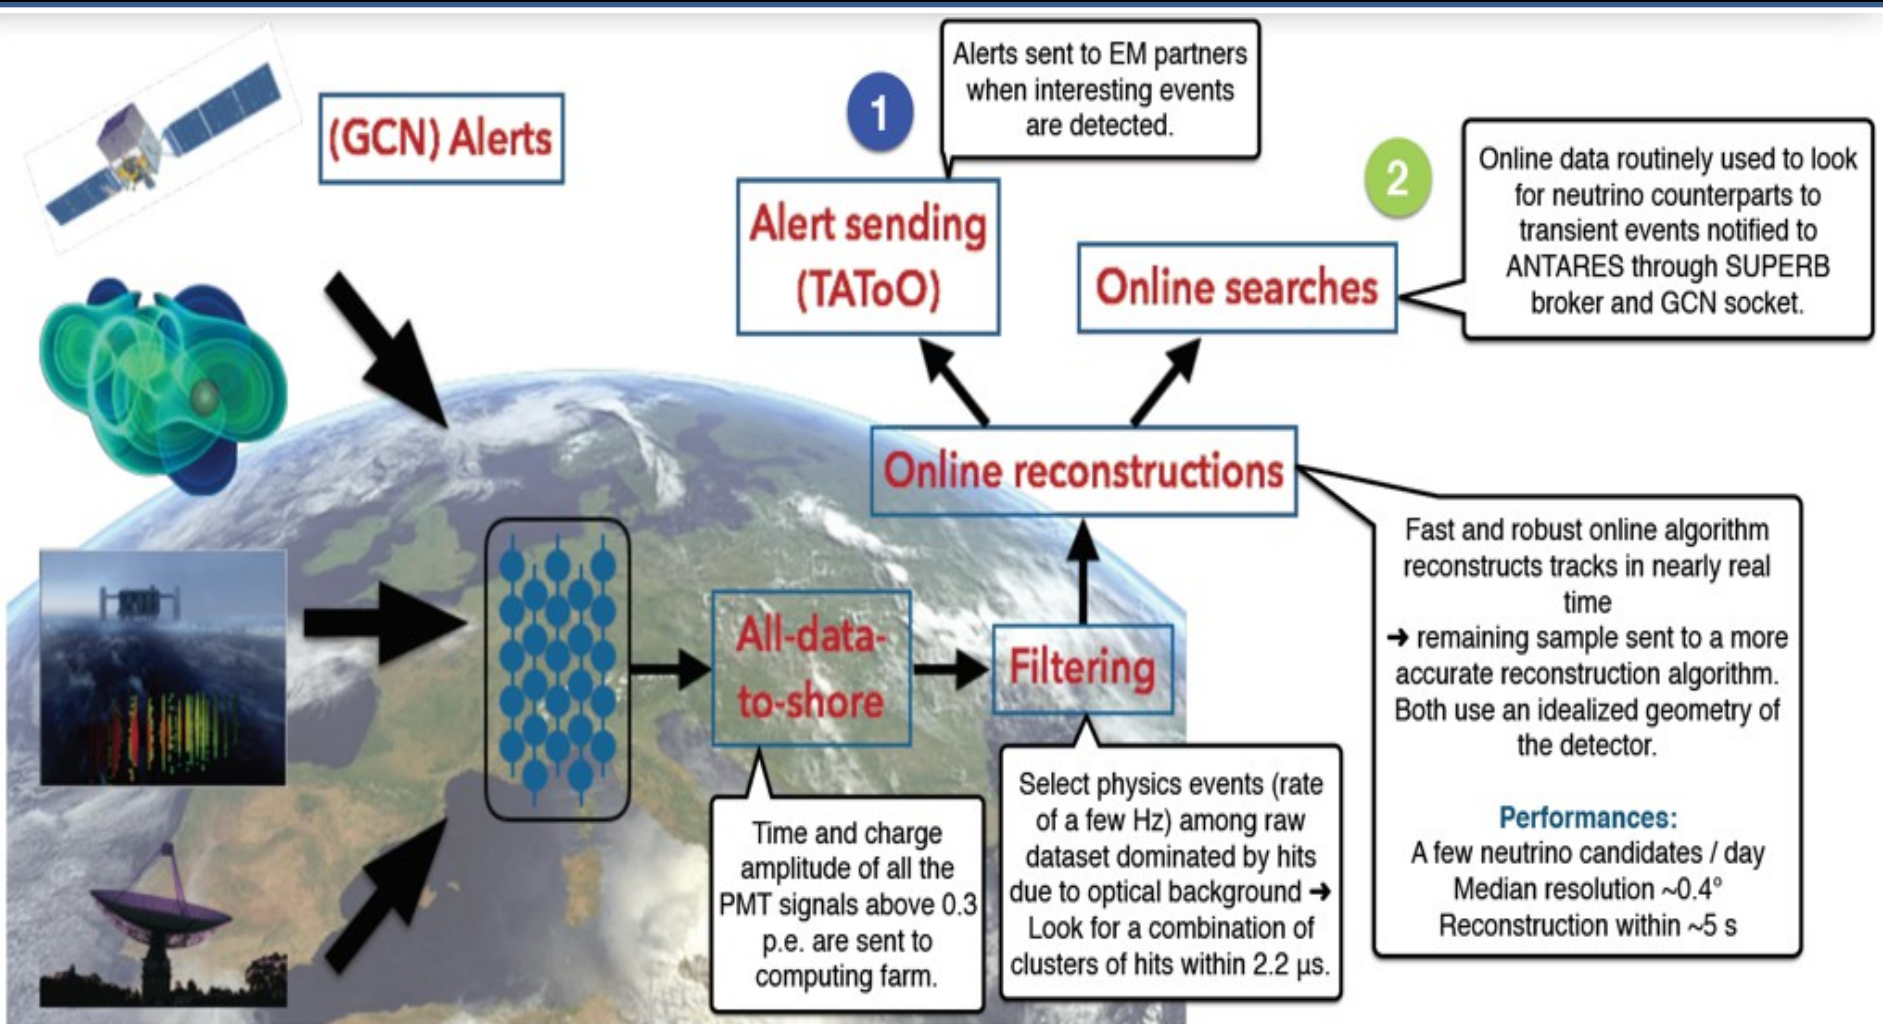 (GCN) Alerts
1
Alerts sent to EM partners
when interesting events
are detected.
Alert sending
(TAToO)
2
Online data routinely used to look
for neutrino counterparts to
transient events notified to
ANTARES through SUPERB
broker and GCN socket.
Online searches
Online reconstructions
Fast and robust online algorithm
reconstructs tracks in nearly real
time
➜ remaining sample sent to a more
accurate reconstruction algorithm.
Both use an idealized geometry of
the detector.
Performances:
A few neutrino candidates / day
Median resolution ~0.4°
Reconstruction within ~5 s
All-data-
to-shore
Filtering
Time and charge
amplitude of all the
PMT signals above 0.3
p.e. are sent to
computing farm.
Select physics events (rate
of a few Hz) among raw
dataset dominated by hits
due to optical background ➜
Look for a combination of
clusters of hits within 2.2 µs.